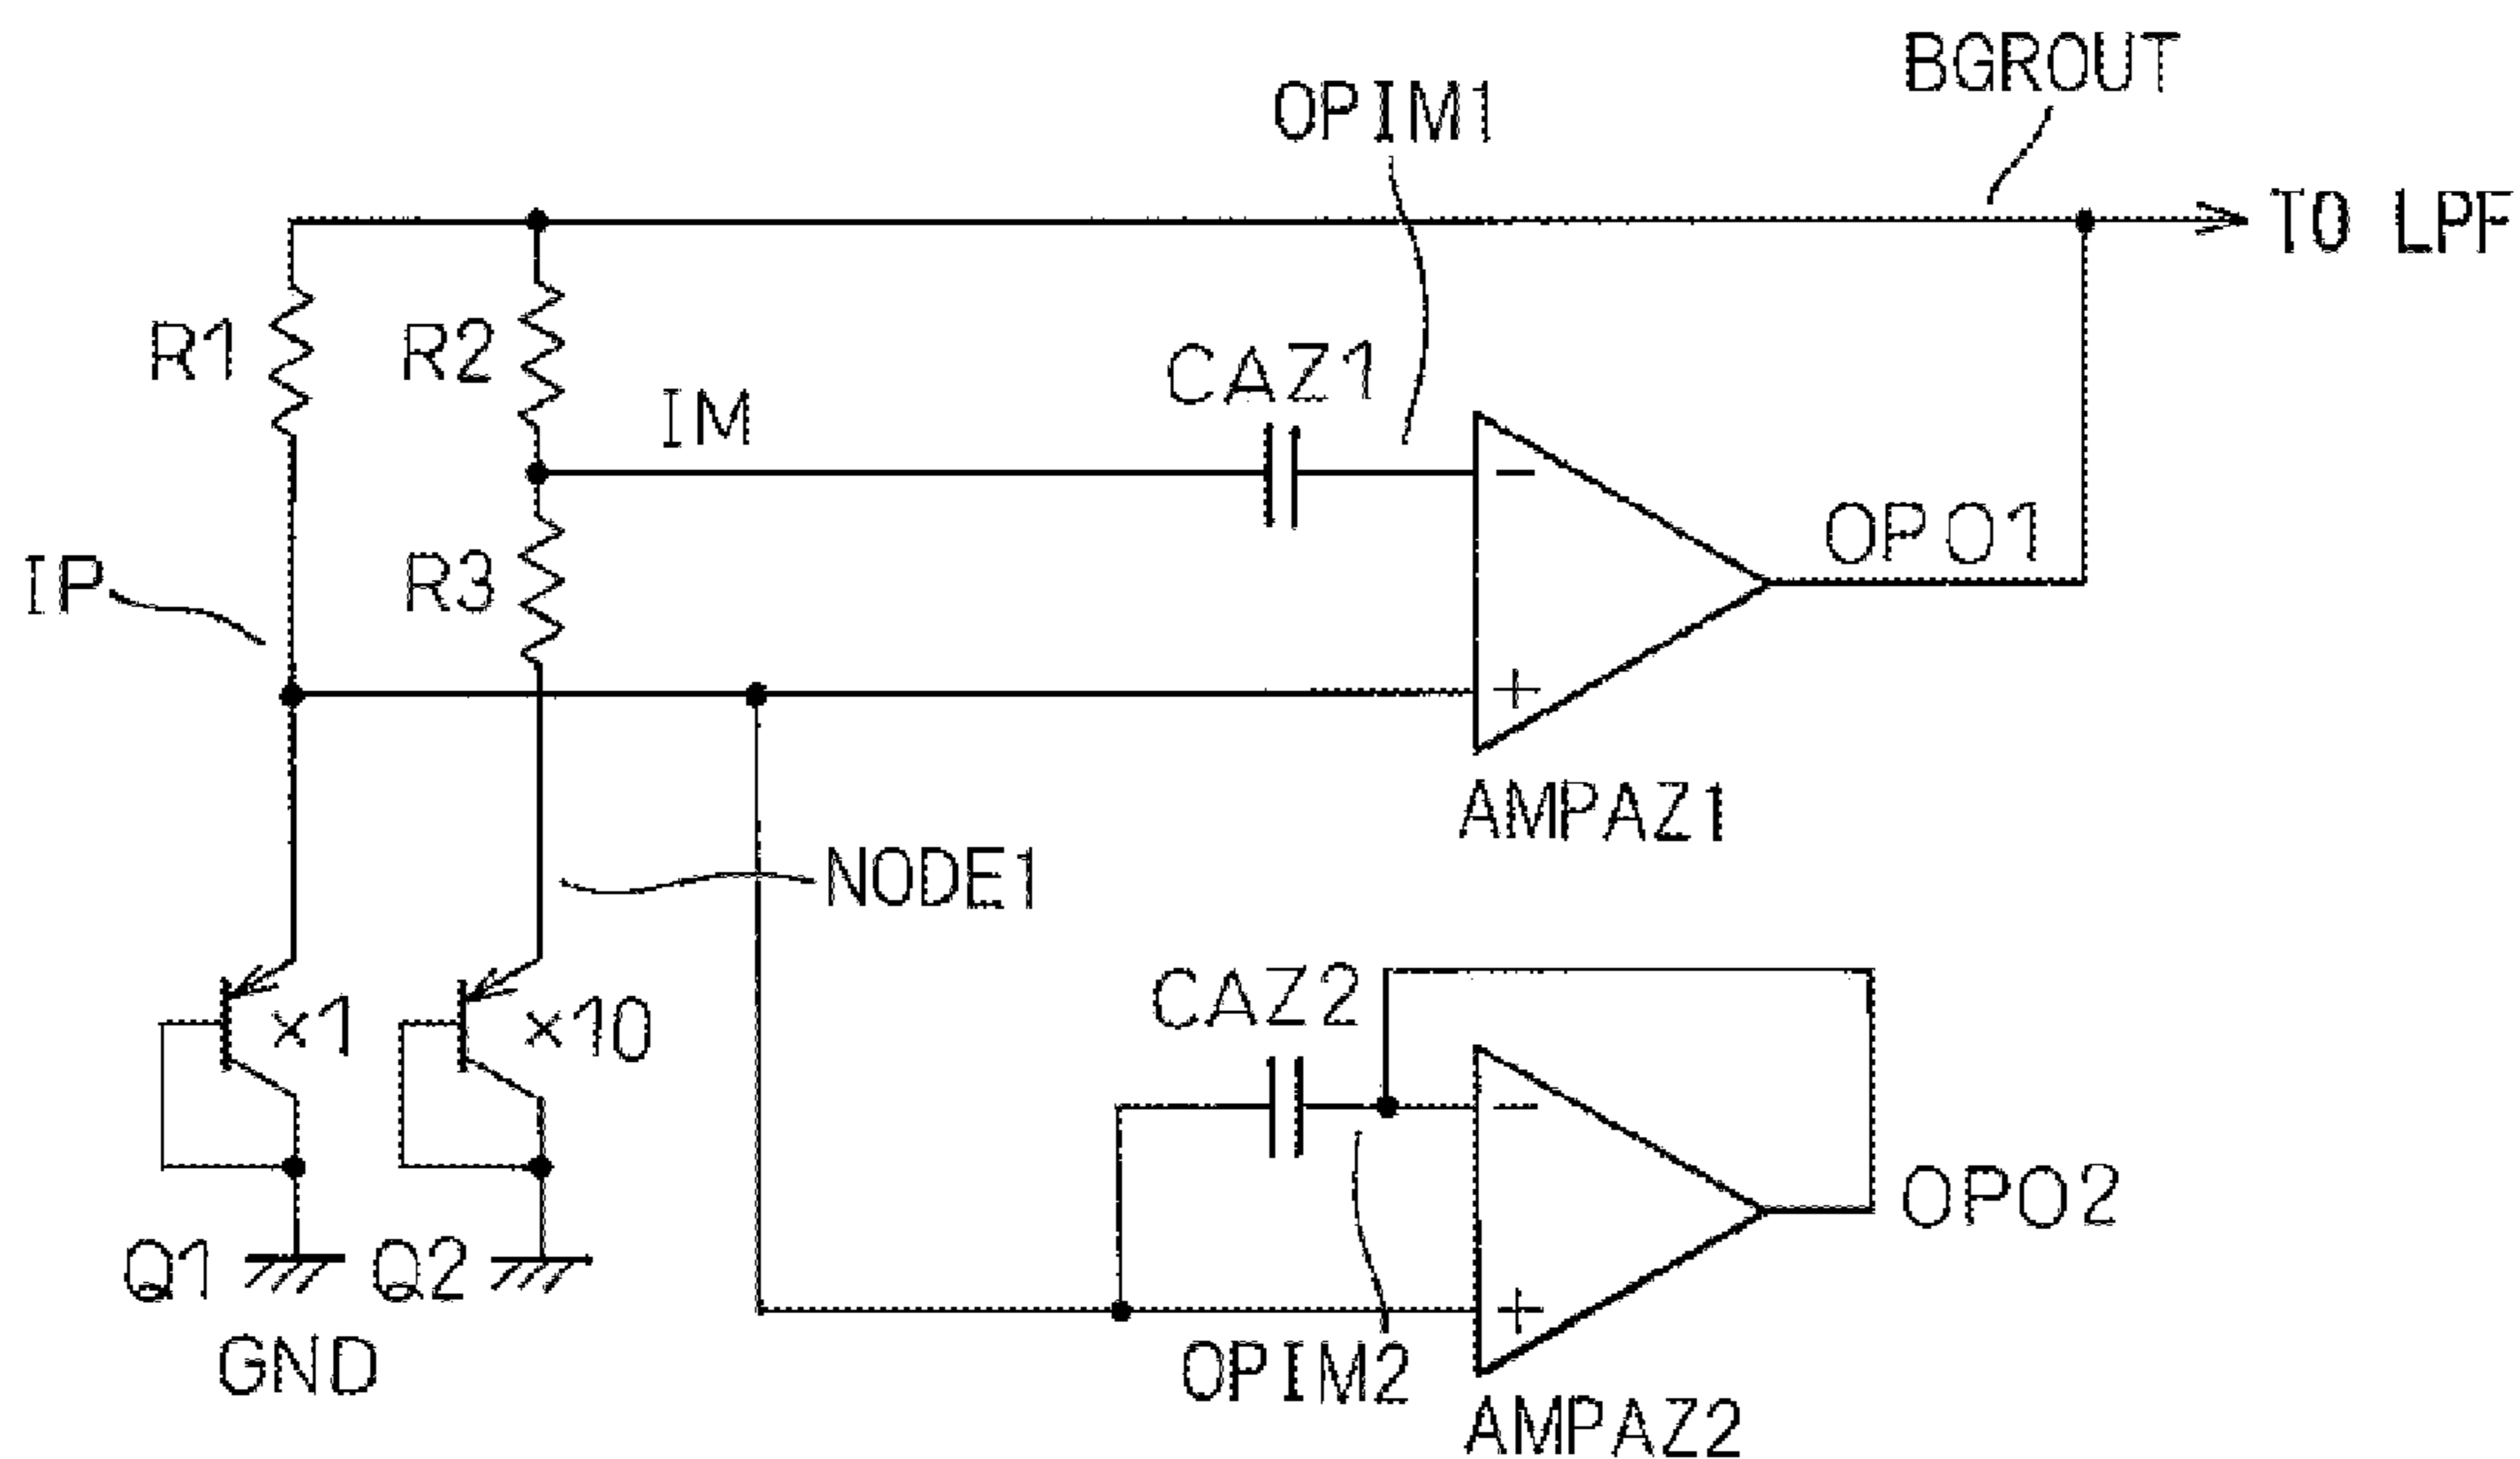 BGROUT
OPIM1
TO LPF
R1
R2
CAZ1
IM
−
OPO1
IP
R3
+
AMPAZ1
NODE1
CAZ2
×1
×10
−
OPO2
Q1
Q2
+
GND
OPIM2
AMPAZ2